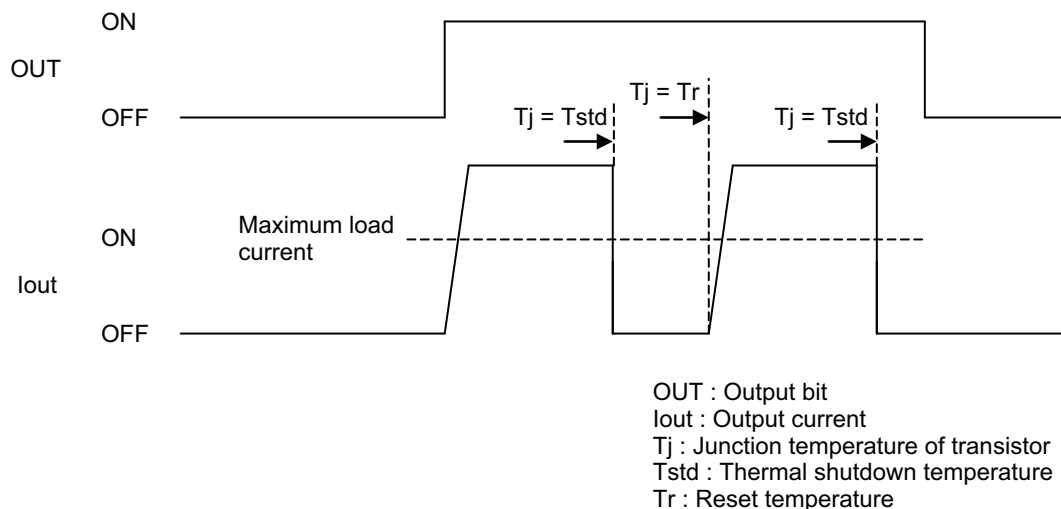 ON
OUT
OFF
Tj = Tstd
Tj = Tr
Tj = Tstd
Maximum load
current
ON
Iout
OFF
OUT : Output bit
Iout : Output current
Tj : Junction temperature of transistor
Tstd : Thermal shutdown temperature
Tr : Reset temperature